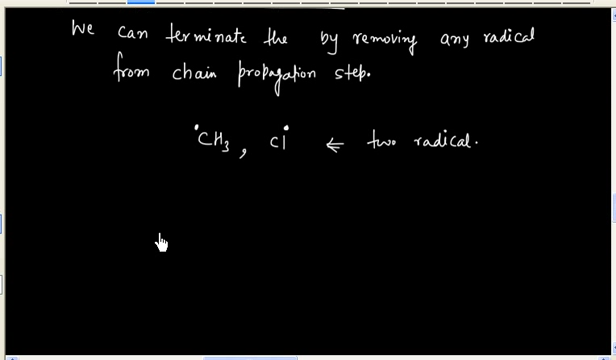 We can terminate the by removing any radical
from chain propagation step.
•CH₃, Cl• ⇐ two radical.